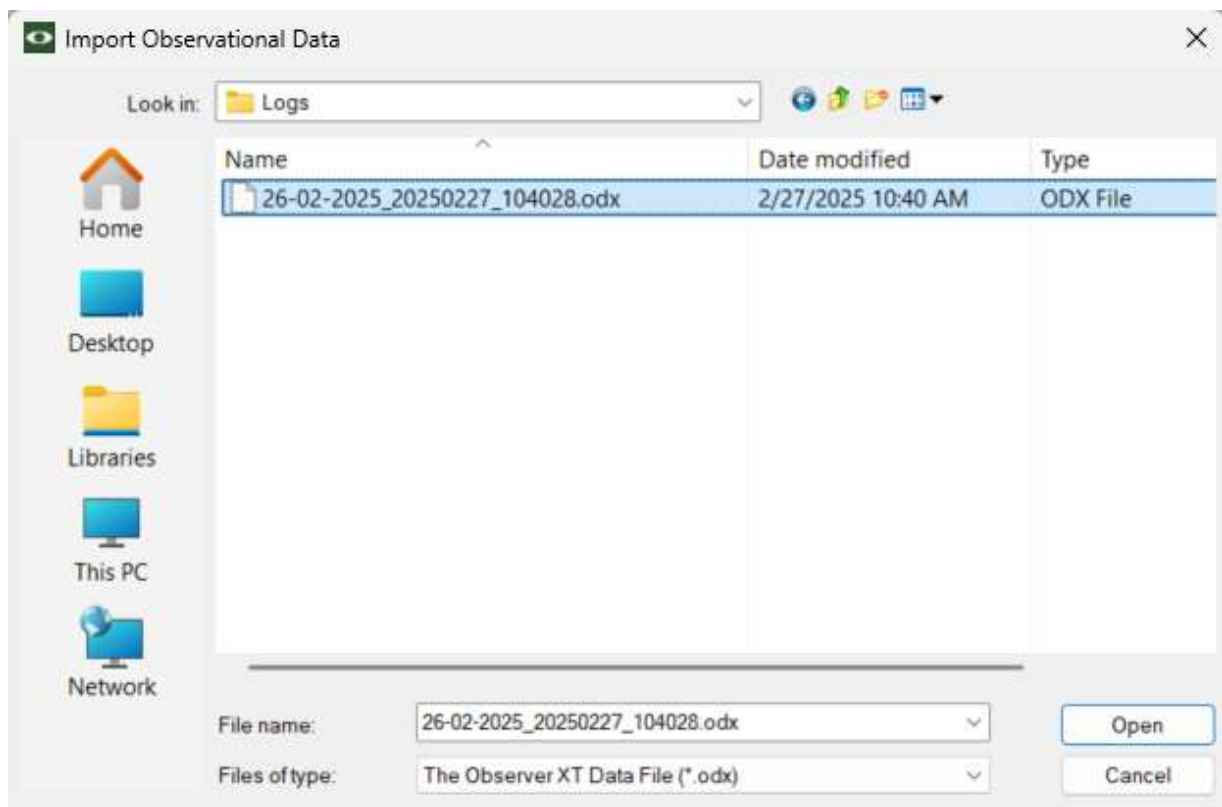 Import Observational Data
Look in: Logs
Name Date modified Type
26-02-2025_20250227_104028.odx 2/27/2025 10:40 AM ODX File
Home
Desktop
Libraries
This PC
Network
File name: 26-02-2025_20250227_104028.odx Open
Files of type: The Observer XT Data File (*.odx) Cancel